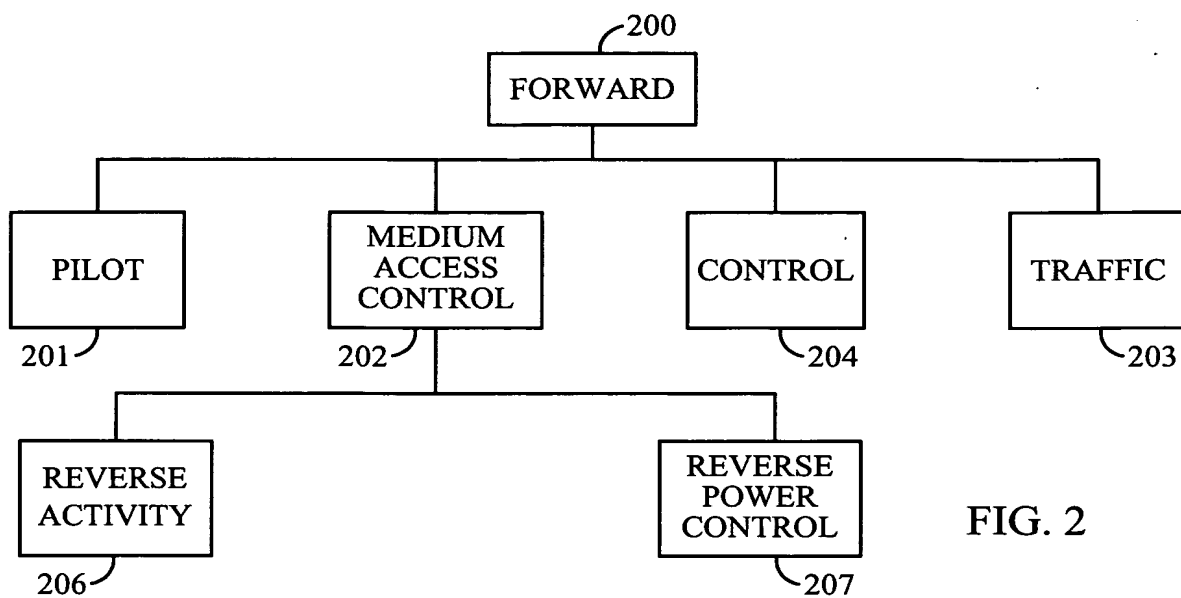 200
FORWARD
PILOT
MEDIUM
ACCESS
CONTROL
CONTROL
TRAFFIC
201
202
204
203
REVERSE
ACTIVITY
REVERSE
POWER
CONTROL
FIG. 2
206
207